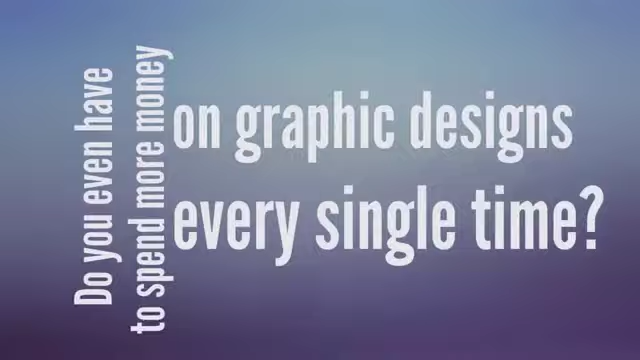 Do you even have
to spend more money
on graphic designs
every single time?